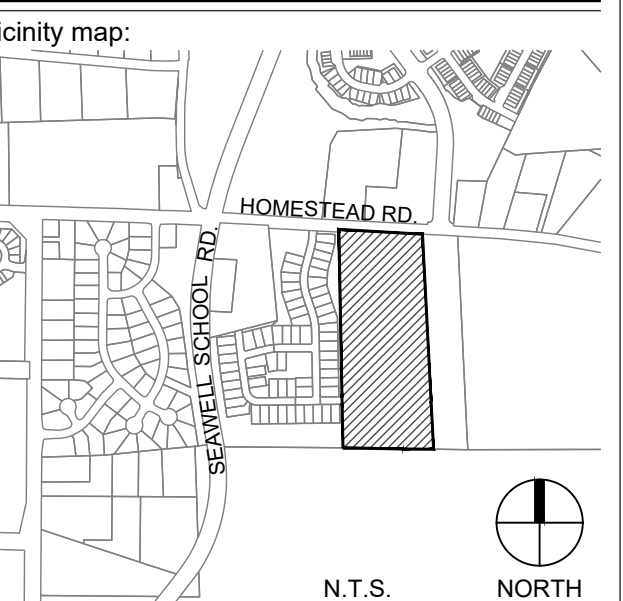 icinity map:
HOMESTEAD RD.
SEAWELL SCHOOL RD.
N.T.S.
NORTH